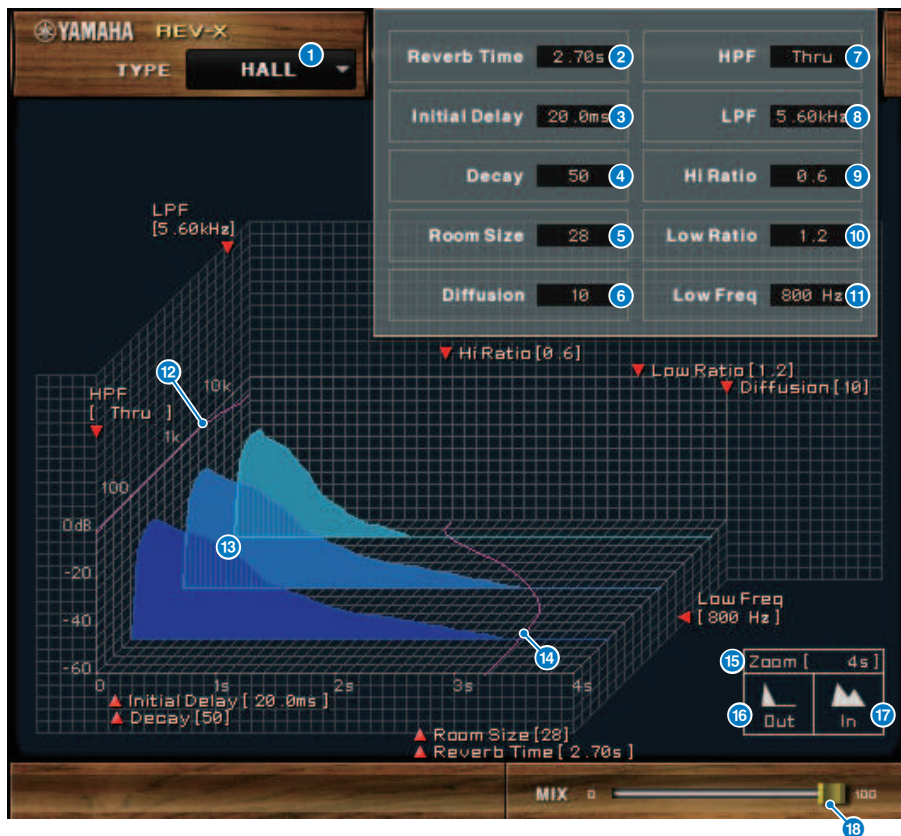 YAMAHA REV-X
TYPE HALL 1
Reverb Time 2.70s 2
HPF Thru 7
Initial Delay 20.0ms 3
LPF 5.60kHz 8
Decay 50 4
Hi Ratio 0.6 9
Room Size 28 5
Low Ratio 1.2 10
Diffusion 10 6
Low Freq 800 Hz 11
LPF
[5.60kHz]
HiRatio[0.6]
Low Ratio[1.2]
Diffusion[10]
12
10k
HPF
[ Thru ]
1k
100
0dB
13
-20
-40
-60
Low Freq
[800 Hz]
14
0 1s 2s 3s 4s
Initial Delay[20.0ms]
Decay[50]
Room Size[28]
Reverb Time[2.70s]
15 Zoom[ 4s]
16 Out In 17
MIX 0 100
18